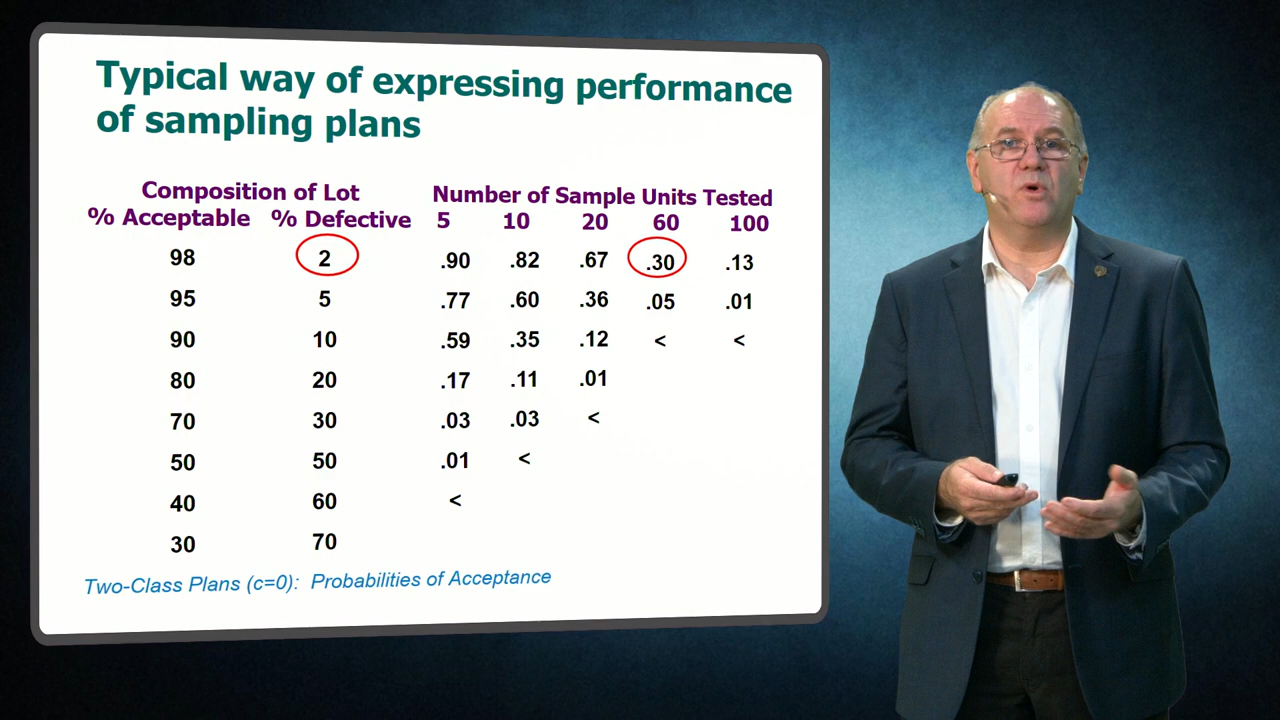 Typical way of expressing performance
of sampling plans
Composition of Lot Number of Sample Units Tested
% Acceptable % Defective 5 10 20 60 100
98 2 .90 .82 .67 .30 .13
95 5 .77 .60 .36 .05 .01
90 10 .59 .35 .12 < <
80 20 .17 .11 .01
70 30 .03 .03 <
50 50 .01 <
40 60 <
30 70
Two-Class Plans (c=0): Probabilities of Acceptance